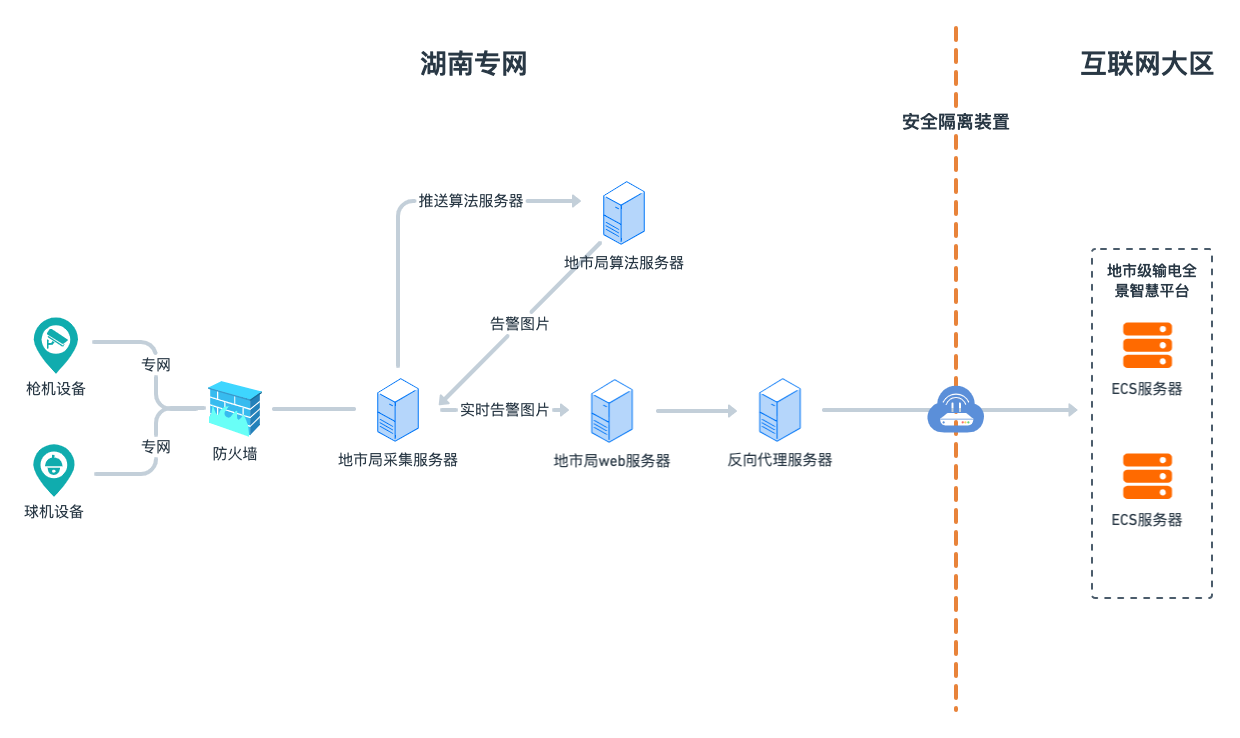 湖南专网
互联网大区
安全隔离装置
推送算法服务器
地市局算法服务器
地市级输电全
景智慧平台
告警图片
专网
枪机设备
ECS服务器
实时告警图片
专网
防火墙
地市局采集服务器
地市局web服务器
反向代理服务器
球机设备
ECS服务器